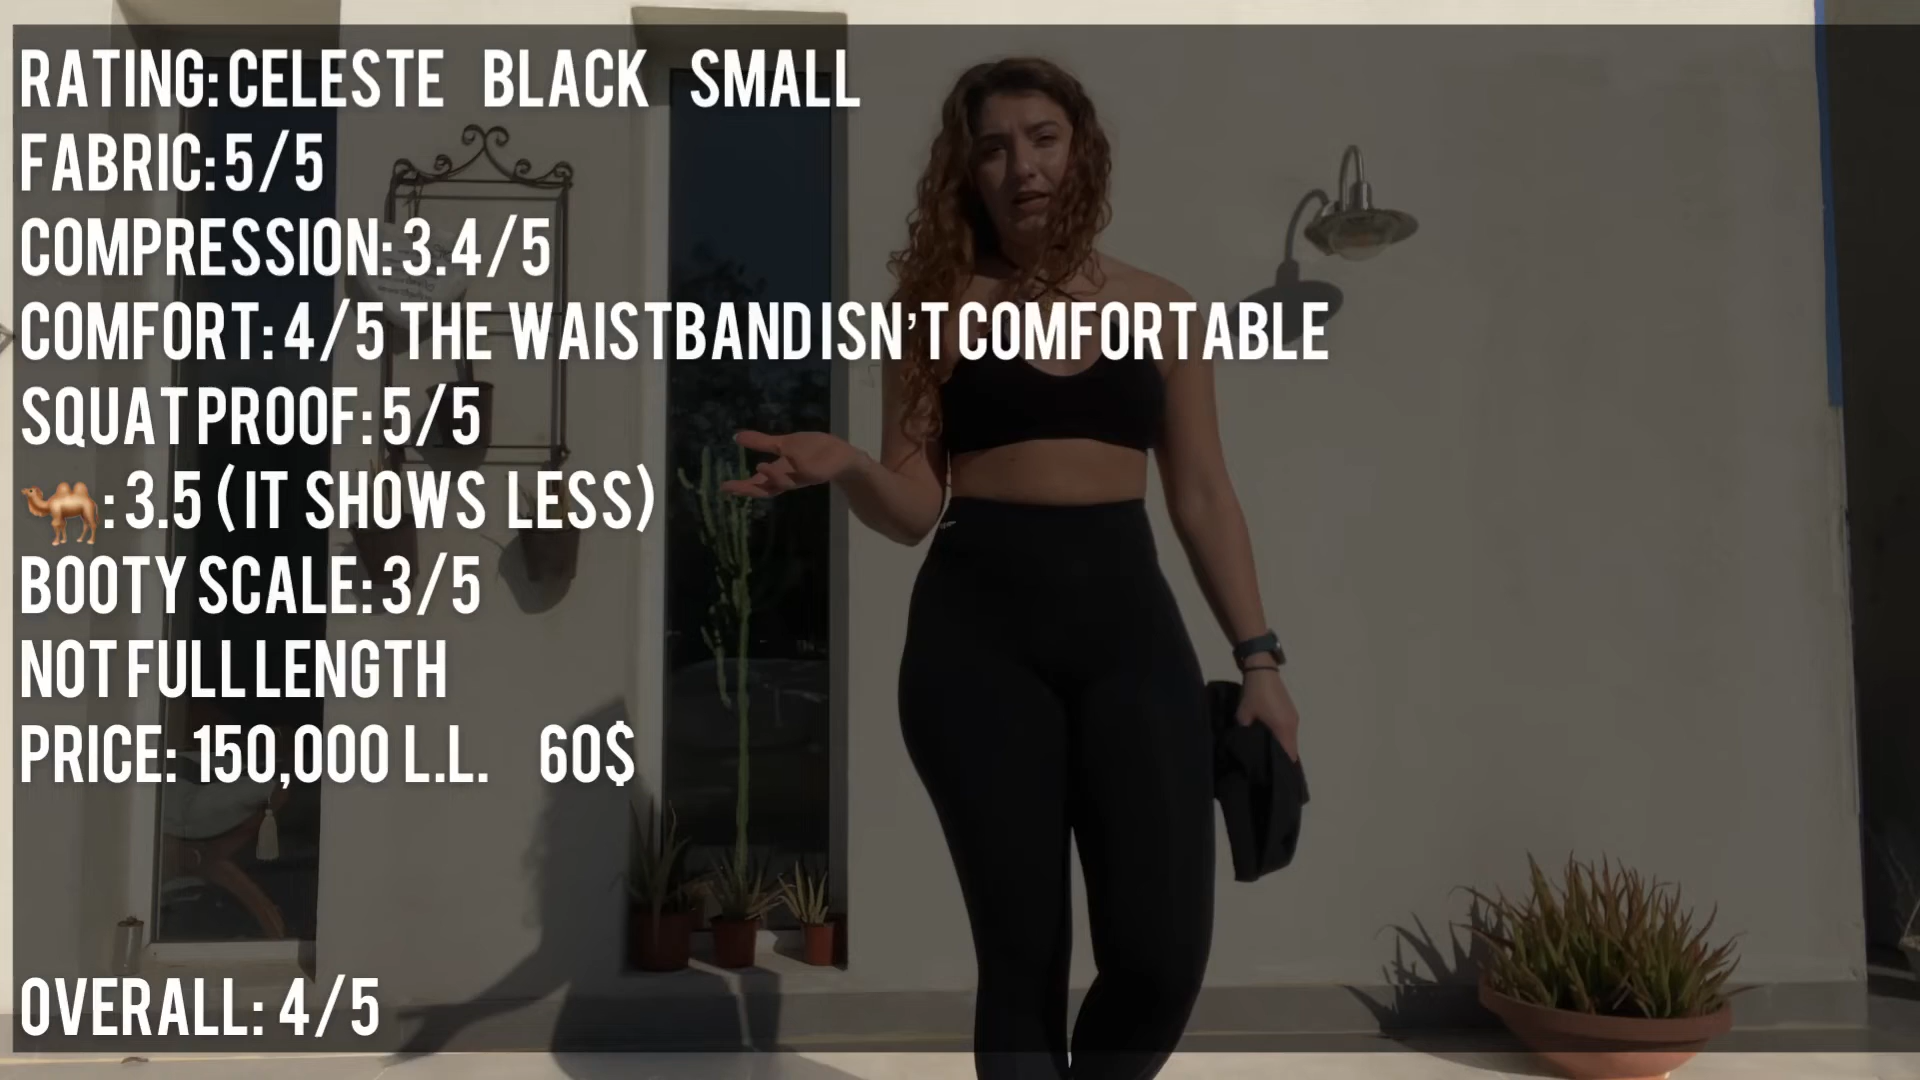 RATING: CELESTE BLACK SMALL
FABRIC: 5/5
COMPRESSION: 3.4/5
COMFORT: 4/5 THE WAISTBAND ISN'T COMFORTABLE
SQUAT PROOF: 5/5
🐫: 3.5 (IT SHOWS LESS)
BOOTY SCALE: 3/5
NOT FULL LENGTH
PRICE: 150,000 L.L. 60$
OVERALL: 4/5